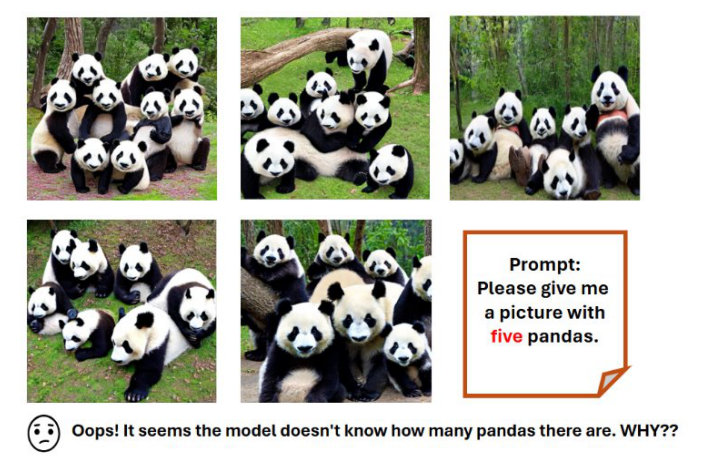 Prompt:
Please give me
a picture with
five pandas.
Oops! It seems the model doesn't know how many pandas there are. WHY??